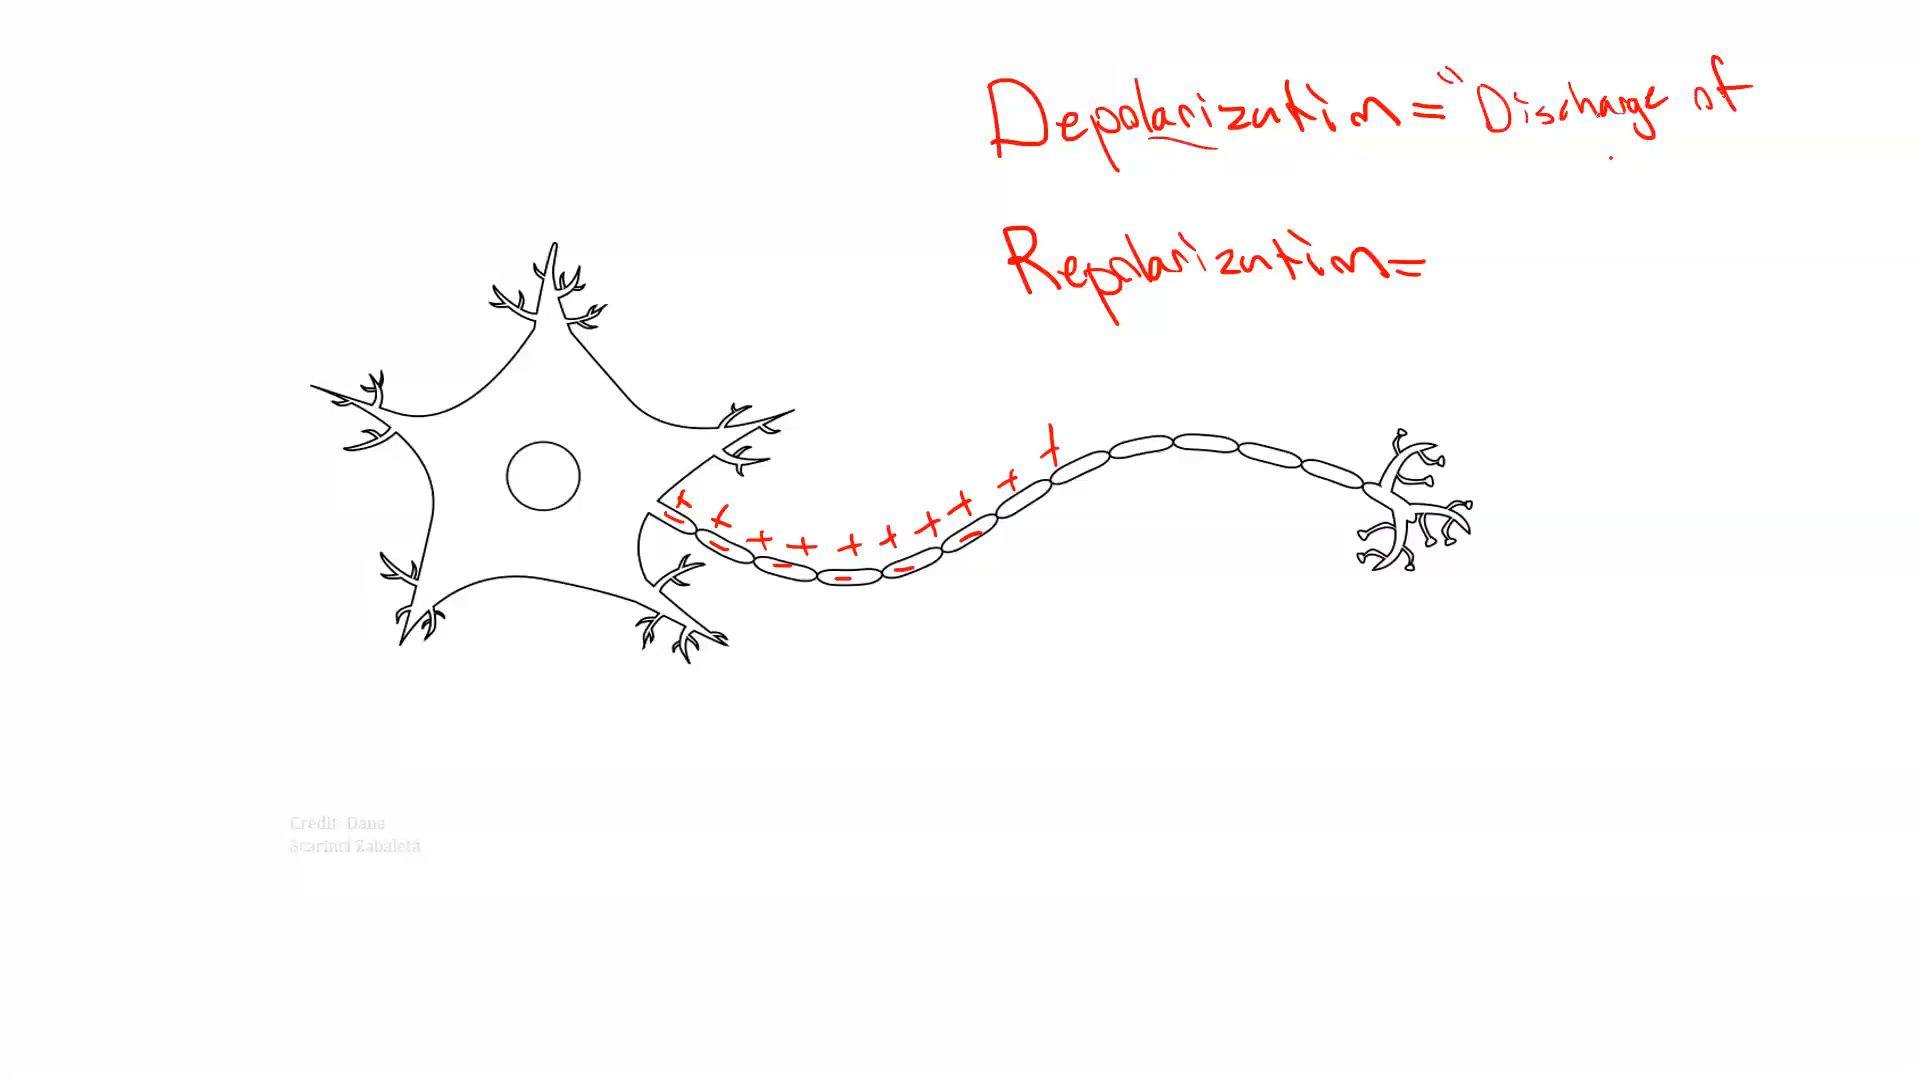 Depolarization = "Discharge of
Repolarization =
+ + + + + + + + + + +
- - - - - -
Credit: Dana
Scarinci Zabaleta